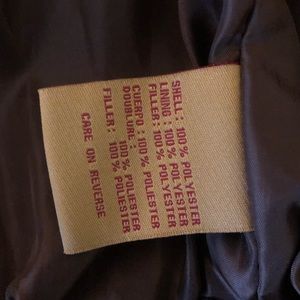 SHELL: 100% POLYESTER
LINING: 100% POLYESTER
FILLER: 100% POLYESTER
CUERPO: 100% POLIESTER
DOUBLURE:
100% POLIESTER
FILLER: 100% POLIESTER
CARE ON REVERSE